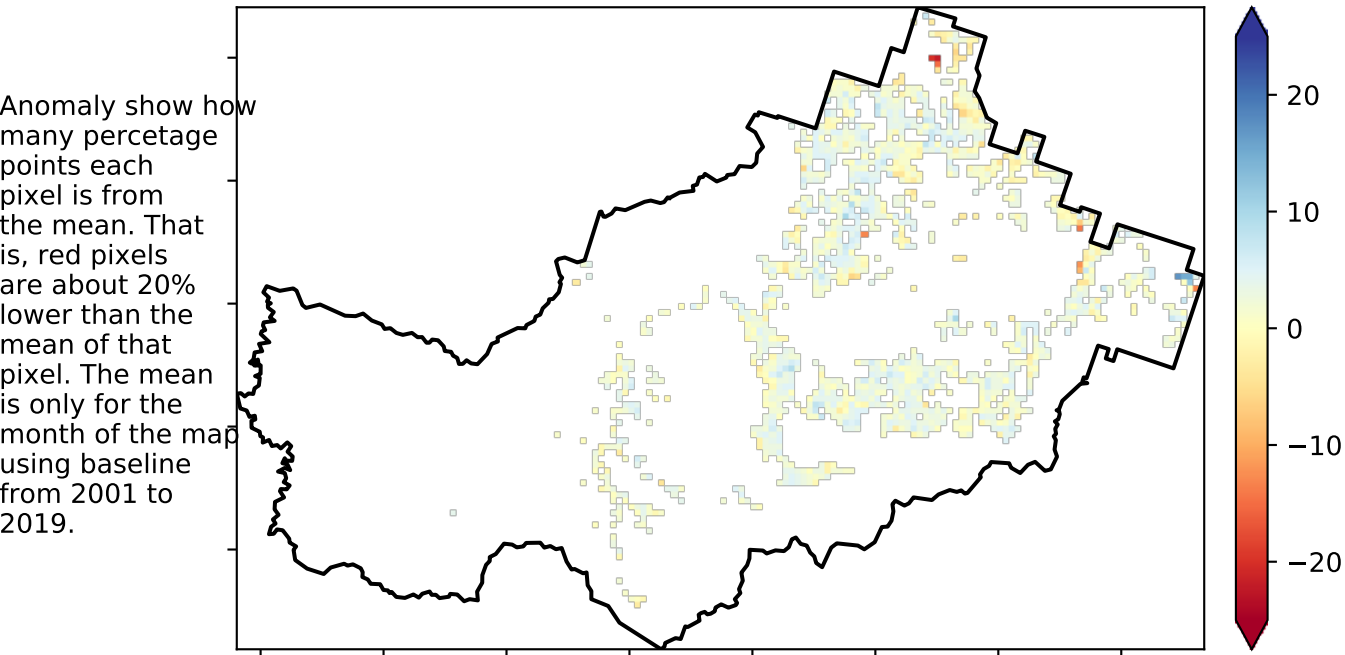 Anomaly show how
many percetage
points each
pixel is from
the mean. That
is, red pixels
are about 20%
lower than the
mean of that
pixel. The mean
is only for the
month of the map
using baseline
from 2001 to
2019.
20
10
0
−10
−20